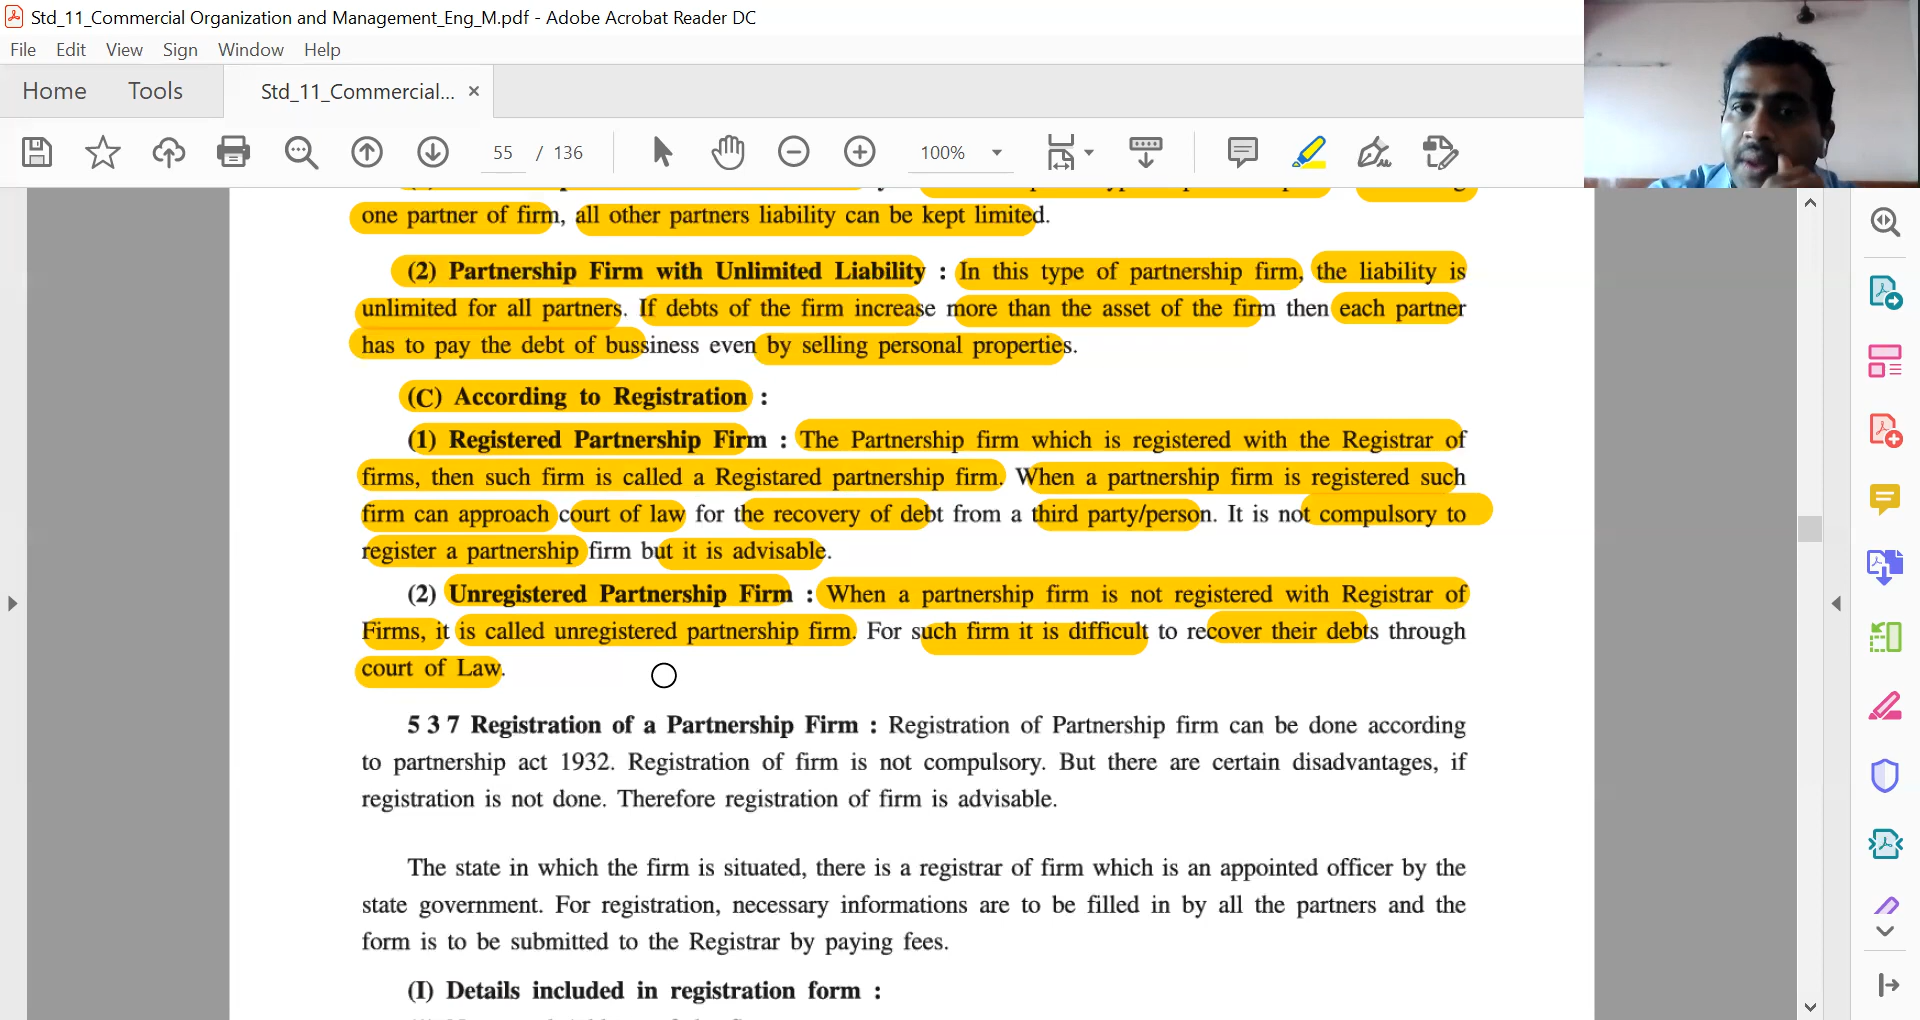 Std_11_Commercial Organization and Management_Eng_M.pdf - Adobe Acrobat Reader DC
File Edit View Sign Window Help
Home Tools Std_11_Commercial... ×
55 / 136 100%
one partner of firm, all other partners liability can be kept limited.
(2) Partnership Firm with Unlimited Liability : In this type of partnership firm, the liability is
unlimited for all partners. If debts of the firm increase more than the asset of the firm then each partner
has to pay the debt of bussiness even by selling personal properties.
(C) According to Registration :
(1) Registered Partnership Firm : The Partnership firm which is registered with the Registrar of
firms, then such firm is called a Registared partnership firm. When a partnership firm is registered such
firm can approach court of law for the recovery of debt from a third party/person. It is not compulsory to
register a partnership firm but it is advisable.
(2) Unregistered Partnership Firm : When a partnership firm is not registered with Registrar of
Firms, it is called unregistered partnership firm. For such firm it is difficult to recover their debts through
court of Law.
5 3 7 Registration of a Partnership Firm : Registration of Partnership firm can be done according
to partnership act 1932. Registration of firm is not compulsory. But there are certain disadvantages, if
registration is not done. Therefore registration of firm is advisable.
The state in which the firm is situated, there is a registrar of firm which is an appointed officer by the
state government. For registration, necessary informations are to be filled in by all the partners and the
form is to be submitted to the Registrar by paying fees.
(I) Details included in registration form :